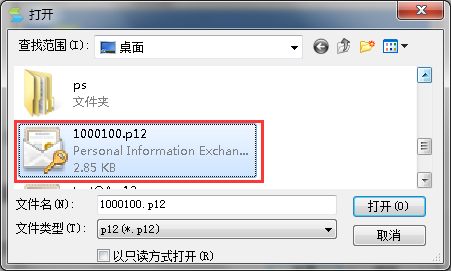 打开
查找范围(I):
桌面
ps
文件夹
1000100.p12
Personal Information Exchan...
2.85 KB
文件名(N):
1000100.p12
打开(O)
文件类型(T):
p12(*.p12)
取消
以只读方式打开(R)